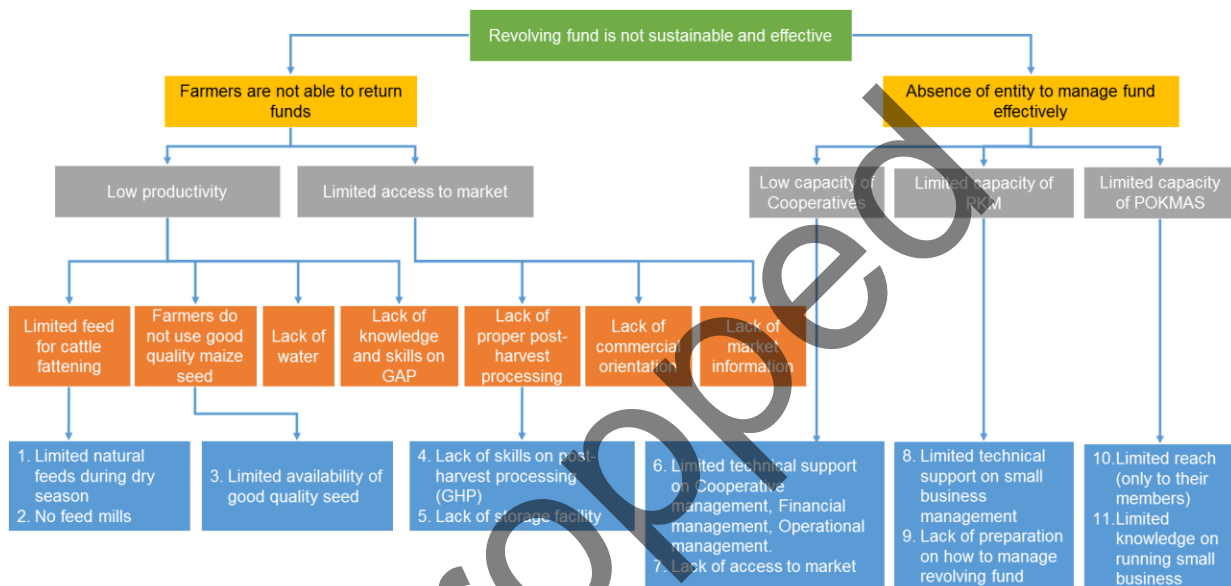 Revolving fund is not sustainable and effective
Farmers are not able to return
funds
Absence of entity to manage fund
effectively
Low productivity
Limited access to market
Low capacity of
Cooperatives
Limited capacity of
PKM
Limited capacity
of POKMAS
Limited feed
for cattle
fattening
Farmers do
not use good
quality maize
seed
Lack of
water
Lack of
knowledge
and skills on
GAP
Lack of
proper post-
harvest
processing
Lack of
commercial
orientation
Lack of
market
information
1. Limited natural
feeds during dry
season
2. No feed mills
3. Limited availability of
good quality seed
4. Lack of skills on post-
harvest processing
(GHP)
5. Lack of storage facility
6. Limited technical support
on Cooperative
management, Financial
management, Operational
management.
7. Lack of access to market
8. Limited technical
support on small
business
management
9. Lack of preparation
on how to manage
revolving fund
10. Limited reach
(only to their
members)
11. Limited
knowledge on
running small
business
opped